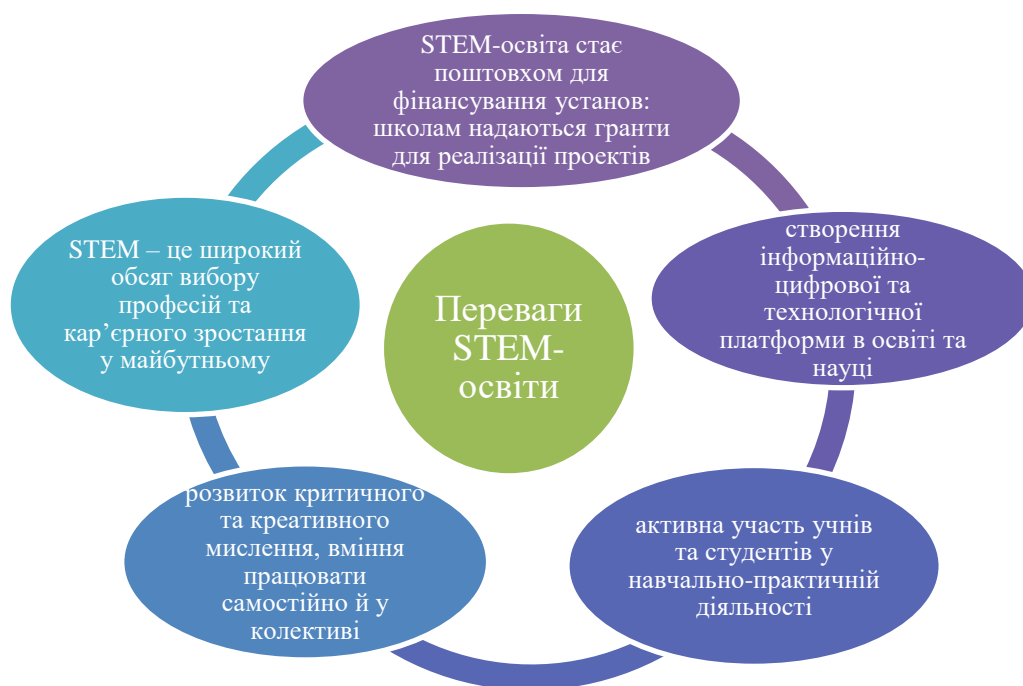 STEM-освіта стає
поштовхом для
фінансування установ:
школам надаються гранти
для реалізації проектів
створення
інформаційно-
цифрової та
технологічної
платформи в освіті та
науці
активна участь учнів
та студентів у
навчально-практичній
діяльності
розвиток критичного
та креативного
мислення, вміння
працювати
самостійно й у
колективі
STEM – це широкий
обсяг вибору
професій та
кар’єрного зростання
у майбутньому
Переваги
STEM-
освіти